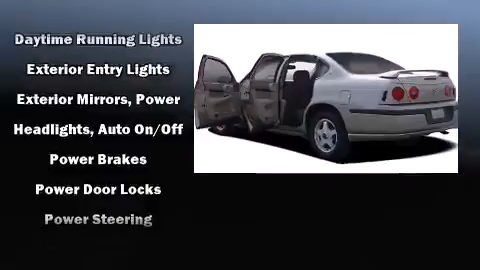 Daytime Running Lights
Exterior Entry Lights
Exterior Mirrors, Power
Headlights, Auto On/Off
Power Brakes
Power Door Locks
Power Steering